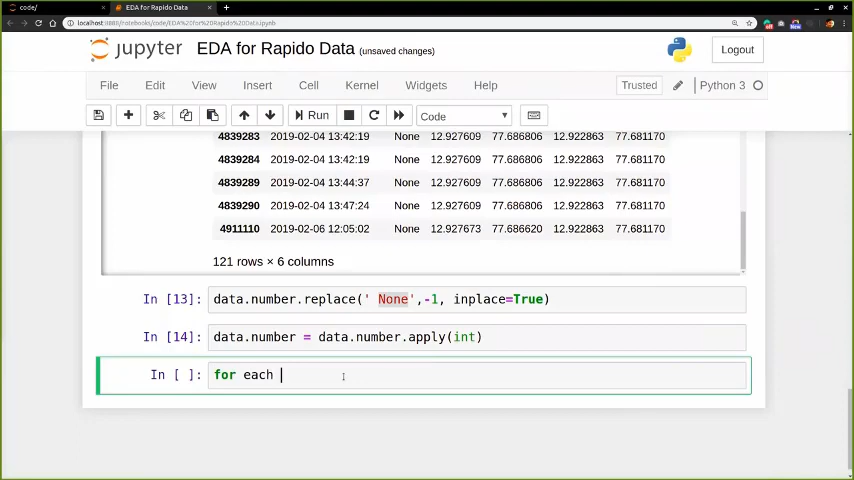 code/
EDA for Rapido Data
localhost:8888/notebooks/code/EDA%20for%20Rapido%20Data.ipynb
jupyter EDA for Rapido Data (unsaved changes)
Logout
File Edit View Insert Cell Kernel Widgets Help
Trusted Python 3
Run Code
4839283 2019-02-04 13:42:19 None 12.927609 77.686806 12.922863 77.681170
4839284 2019-02-04 13:42:19 None 12.927609 77.686806 12.922863 77.681170
4839289 2019-02-04 13:44:37 None 12.927609 77.686806 12.922863 77.681170
4839290 2019-02-04 13:47:24 None 12.927609 77.686806 12.922863 77.681170
4911110 2019-02-06 12:05:02 None 12.927673 77.686620 12.922863 77.681170
121 rows × 6 columns
In [13]: data.number.replace(' None',-1, inplace=True)
In [14]: data.number = data.number.apply(int)
In [ ]: for each